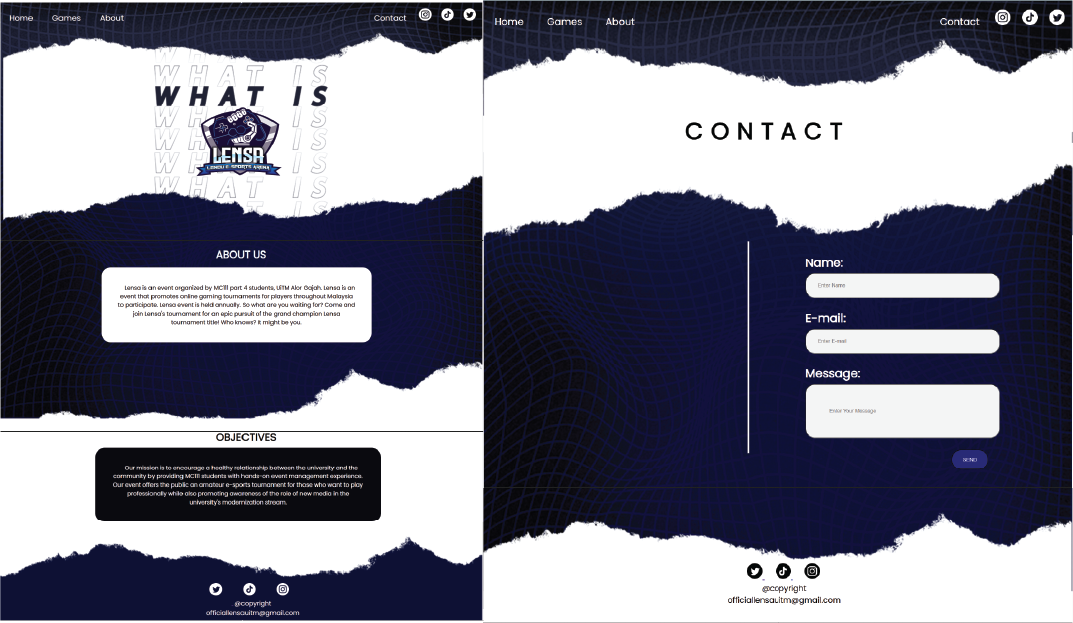 Home Games About Contact
WHAT IS
WHAT IS
WHAT IS
WHAT IS
WHAT IS
WHAT IS
WHAT IS
LENSA
LENDU E-SPORTS ARENA
ABOUT US
Lensa is an event organized by MC111 part 4 students, UiTM Alor Gajah. Lensa is an
event that promotes online gaming tournaments for players throughout Malaysia
to participate. Lensa event is held annually. So what are you waiting for? Come and
join Lensa's tournament for an epic pursuit of the grand champion Lensa
tournament title! Who knows? It might be you.
OBJECTIVES
Our mission is to encourage a healthy relationship between the university and the
community by providing MC111 students with hands-on event management experience.
Our event offers the public an amateur e-sports tournament for those who want to play
professionally while also promoting awareness of the role of new media in the
university's modernization stream.
@copyright
officiallensauitm@gmail.com
Home Games About Contact
CONTACT
Name:
Enter Name
E-mail:
Enter E-mail
Message:
Enter Your Message
SEND
@copyright
officiallensauitm@gmail.com